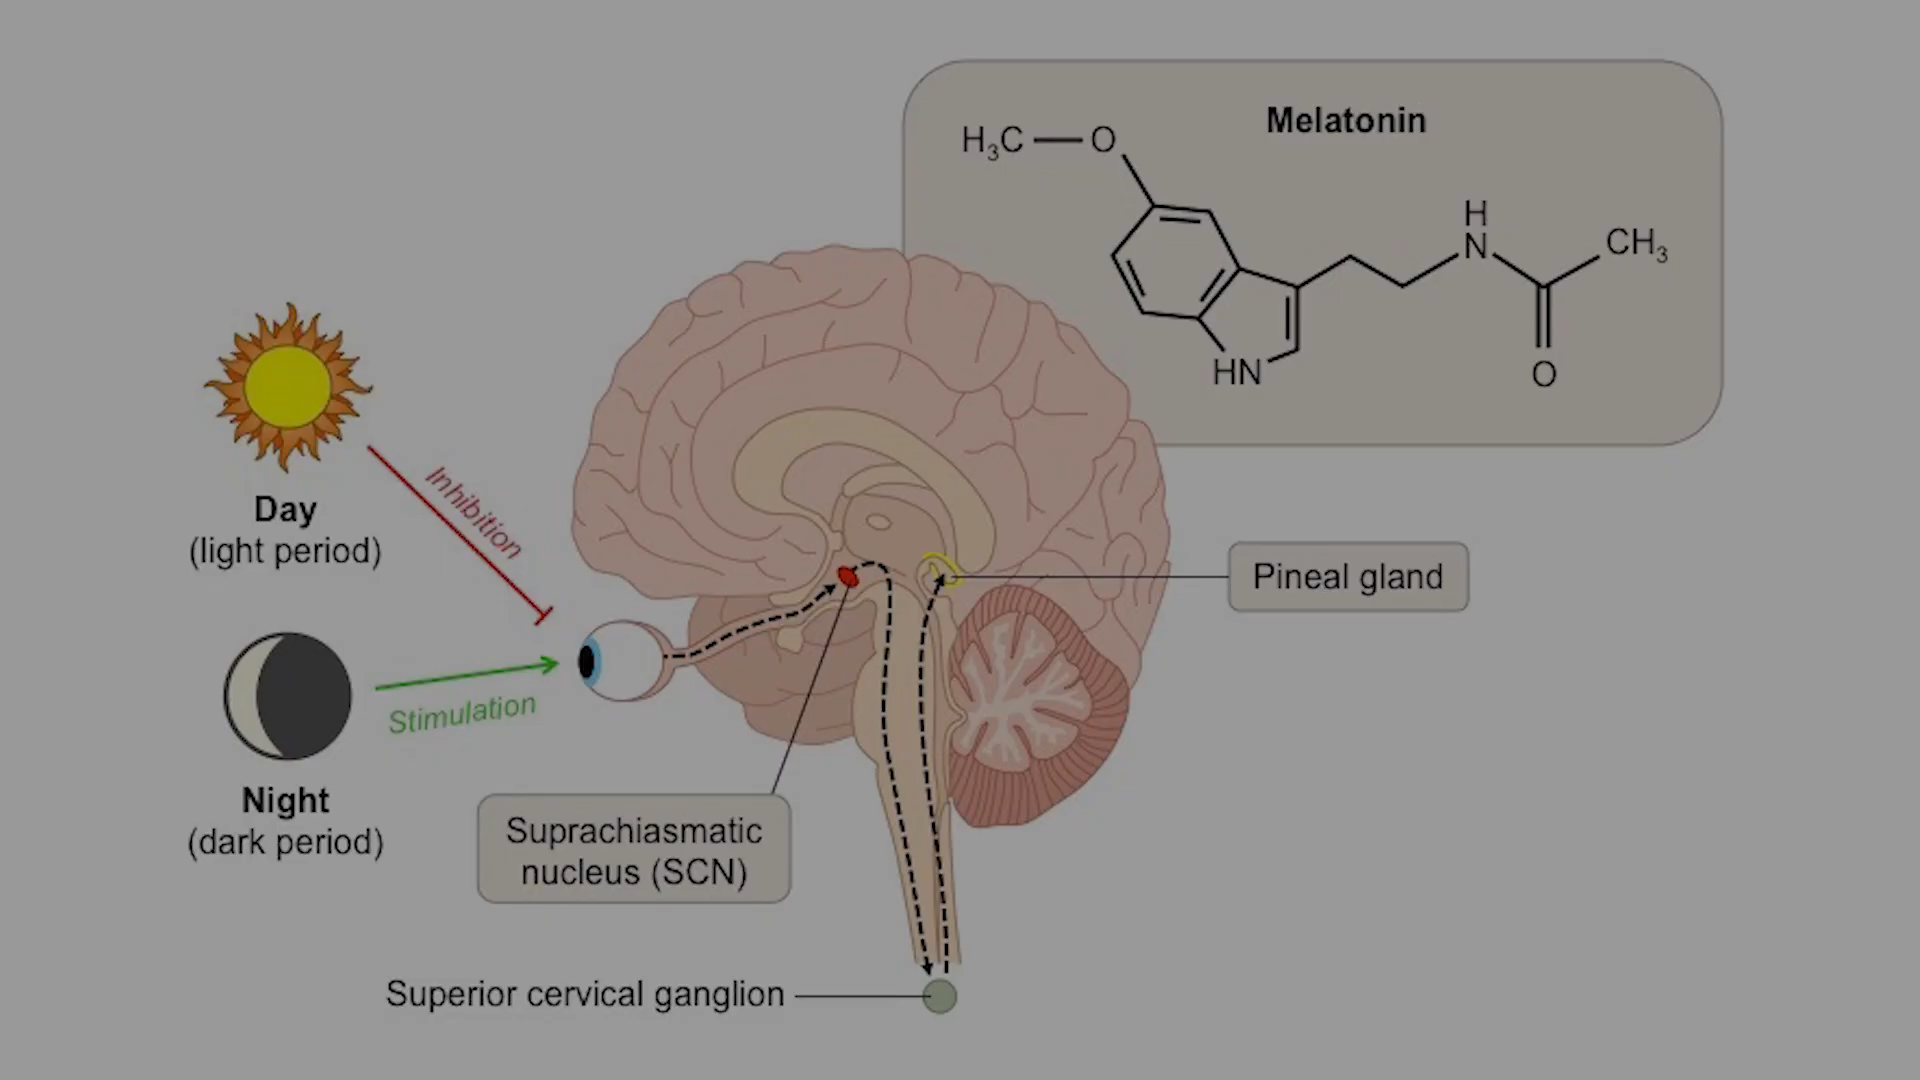 Melatonin
H₃C
O
H
N
CH₃
HN
O
Day
(light period)
Inhibition
Pineal gland
Stimulation
Night
(dark period)
Suprachiasmatic
nucleus (SCN)
Superior cervical ganglion